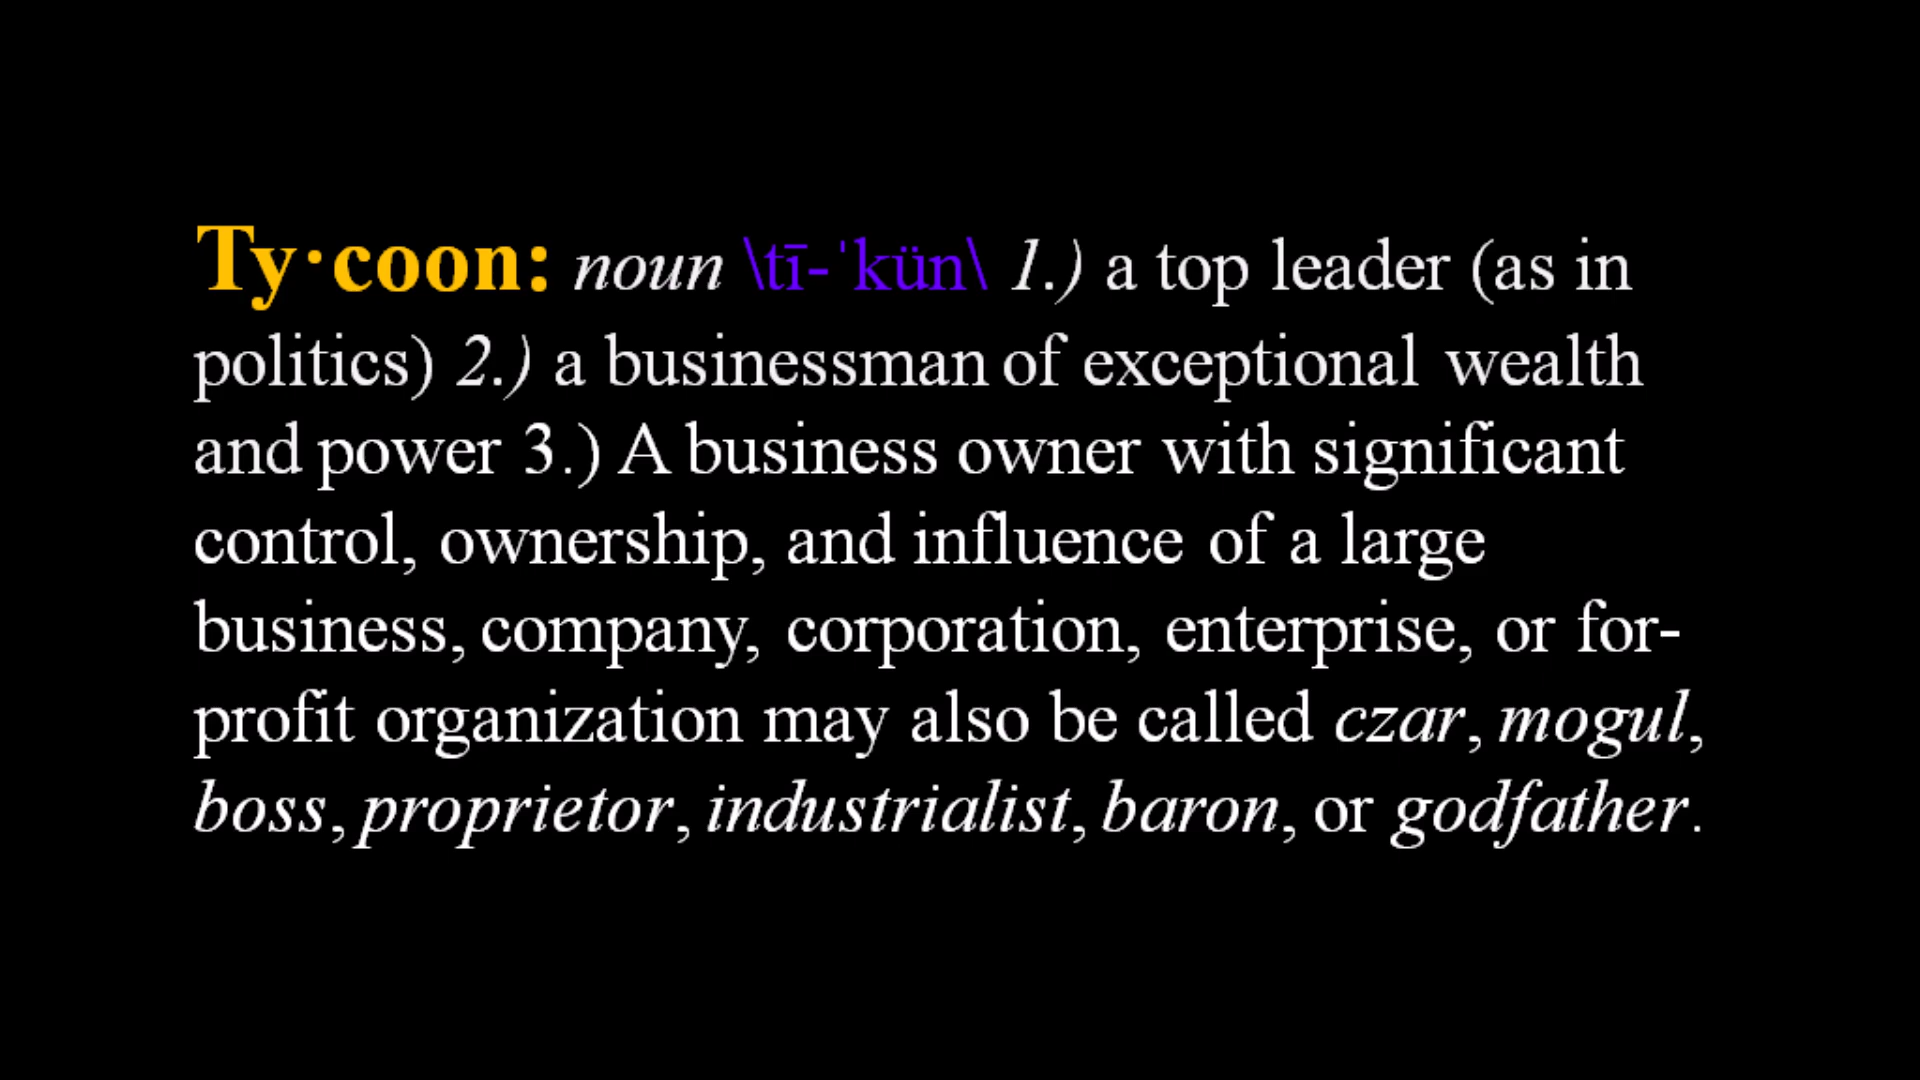 Ty·coon: noun \tī-ˈkün\ 1.) a top leader (as in
politics) 2.) a businessman of exceptional wealth
and power 3.) A business owner with significant
control, ownership, and influence of a large
business, company, corporation, enterprise, or for-
profit organization may also be called czar, mogul,
boss, proprietor, industrialist, baron, or godfather.